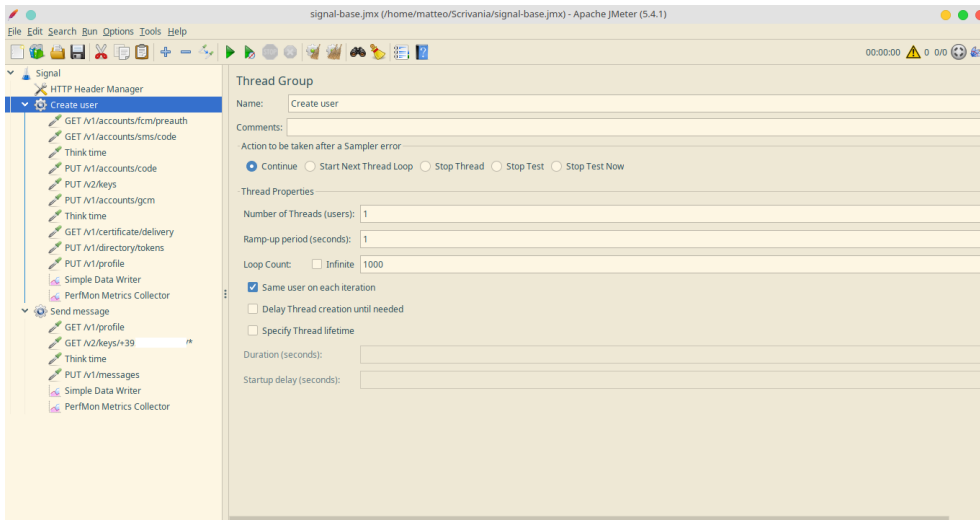 signal-base.jmx (/home/matteo/Scrivania/signal-base.jmx) - Apache JMeter (5.4.1)
File Edit Search Run Options Tools Help
00:00:00 0 0/0
Signal
HTTP Header Manager
Create user
GET /v1/accounts/fcm/preauth
GET /v1/accounts/sms/code
Think time
PUT /v1/accounts/code
PUT /v2/keys
PUT /v1/accounts/gcm
Think time
GET /v1/certificate/delivery
PUT /v1/directory/tokens
PUT /v1/profile
Simple Data Writer
PerfMon Metrics Collector
Send message
GET /v1/profile
GET /v2/keys/+39 /*
Think time
PUT /v1/messages
Simple Data Writer
PerfMon Metrics Collector
Thread Group
Name: Create user
Comments:
Action to be taken after a Sampler error
Continue Start Next Thread Loop Stop Thread Stop Test Stop Test Now
Thread Properties
Number of Threads (users): 1
Ramp-up period (seconds): 1
Loop Count: Infinite 1000
Same user on each iteration
Delay Thread creation until needed
Specify Thread lifetime
Duration (seconds):
Startup delay (seconds):